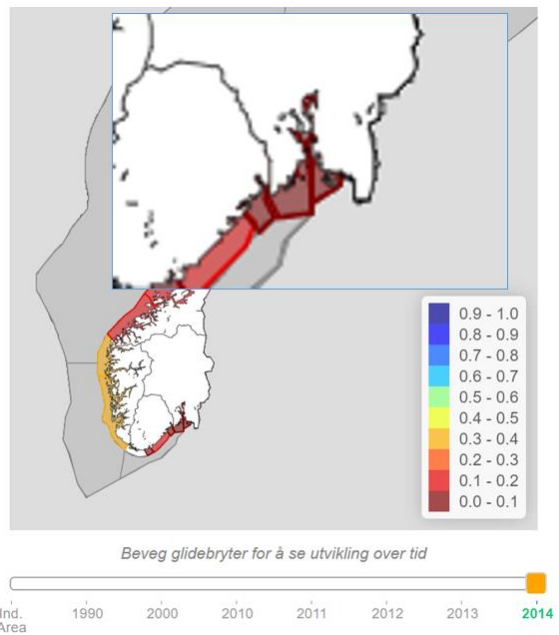 0.9 - 1.0
0.8 - 0.9
0.7 - 0.8
0.6 - 0.7
0.5 - 0.6
0.4 - 0.5
0.3 - 0.4
0.2 - 0.3
0.1 - 0.2
0.0 - 0.1
Beveg glidebryter for å se utvikling over tid
Ind. 1990 2000 2010 2011 2012 2013 2014
Area